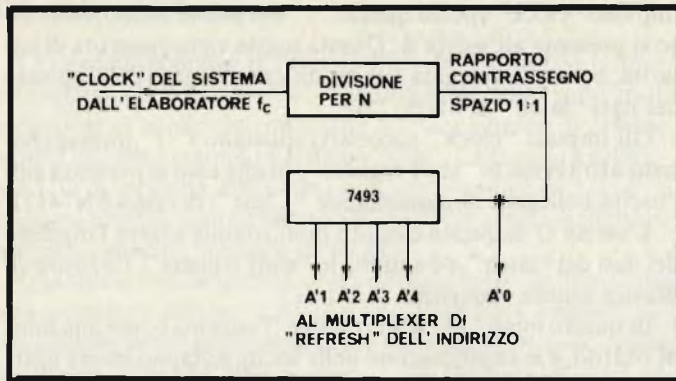 "CLOCK" DEL SISTEMA
DALL'ELABORATORE fc
DIVISIONE
PER N
RAPPORTO
CONTRASSEGNO
SPAZIO 1:1
7493
A'1 A'2 A'3 A'4 A'0
AL MULTIPLEXER DI
"REFRESH" DELL' INDIRIZZO